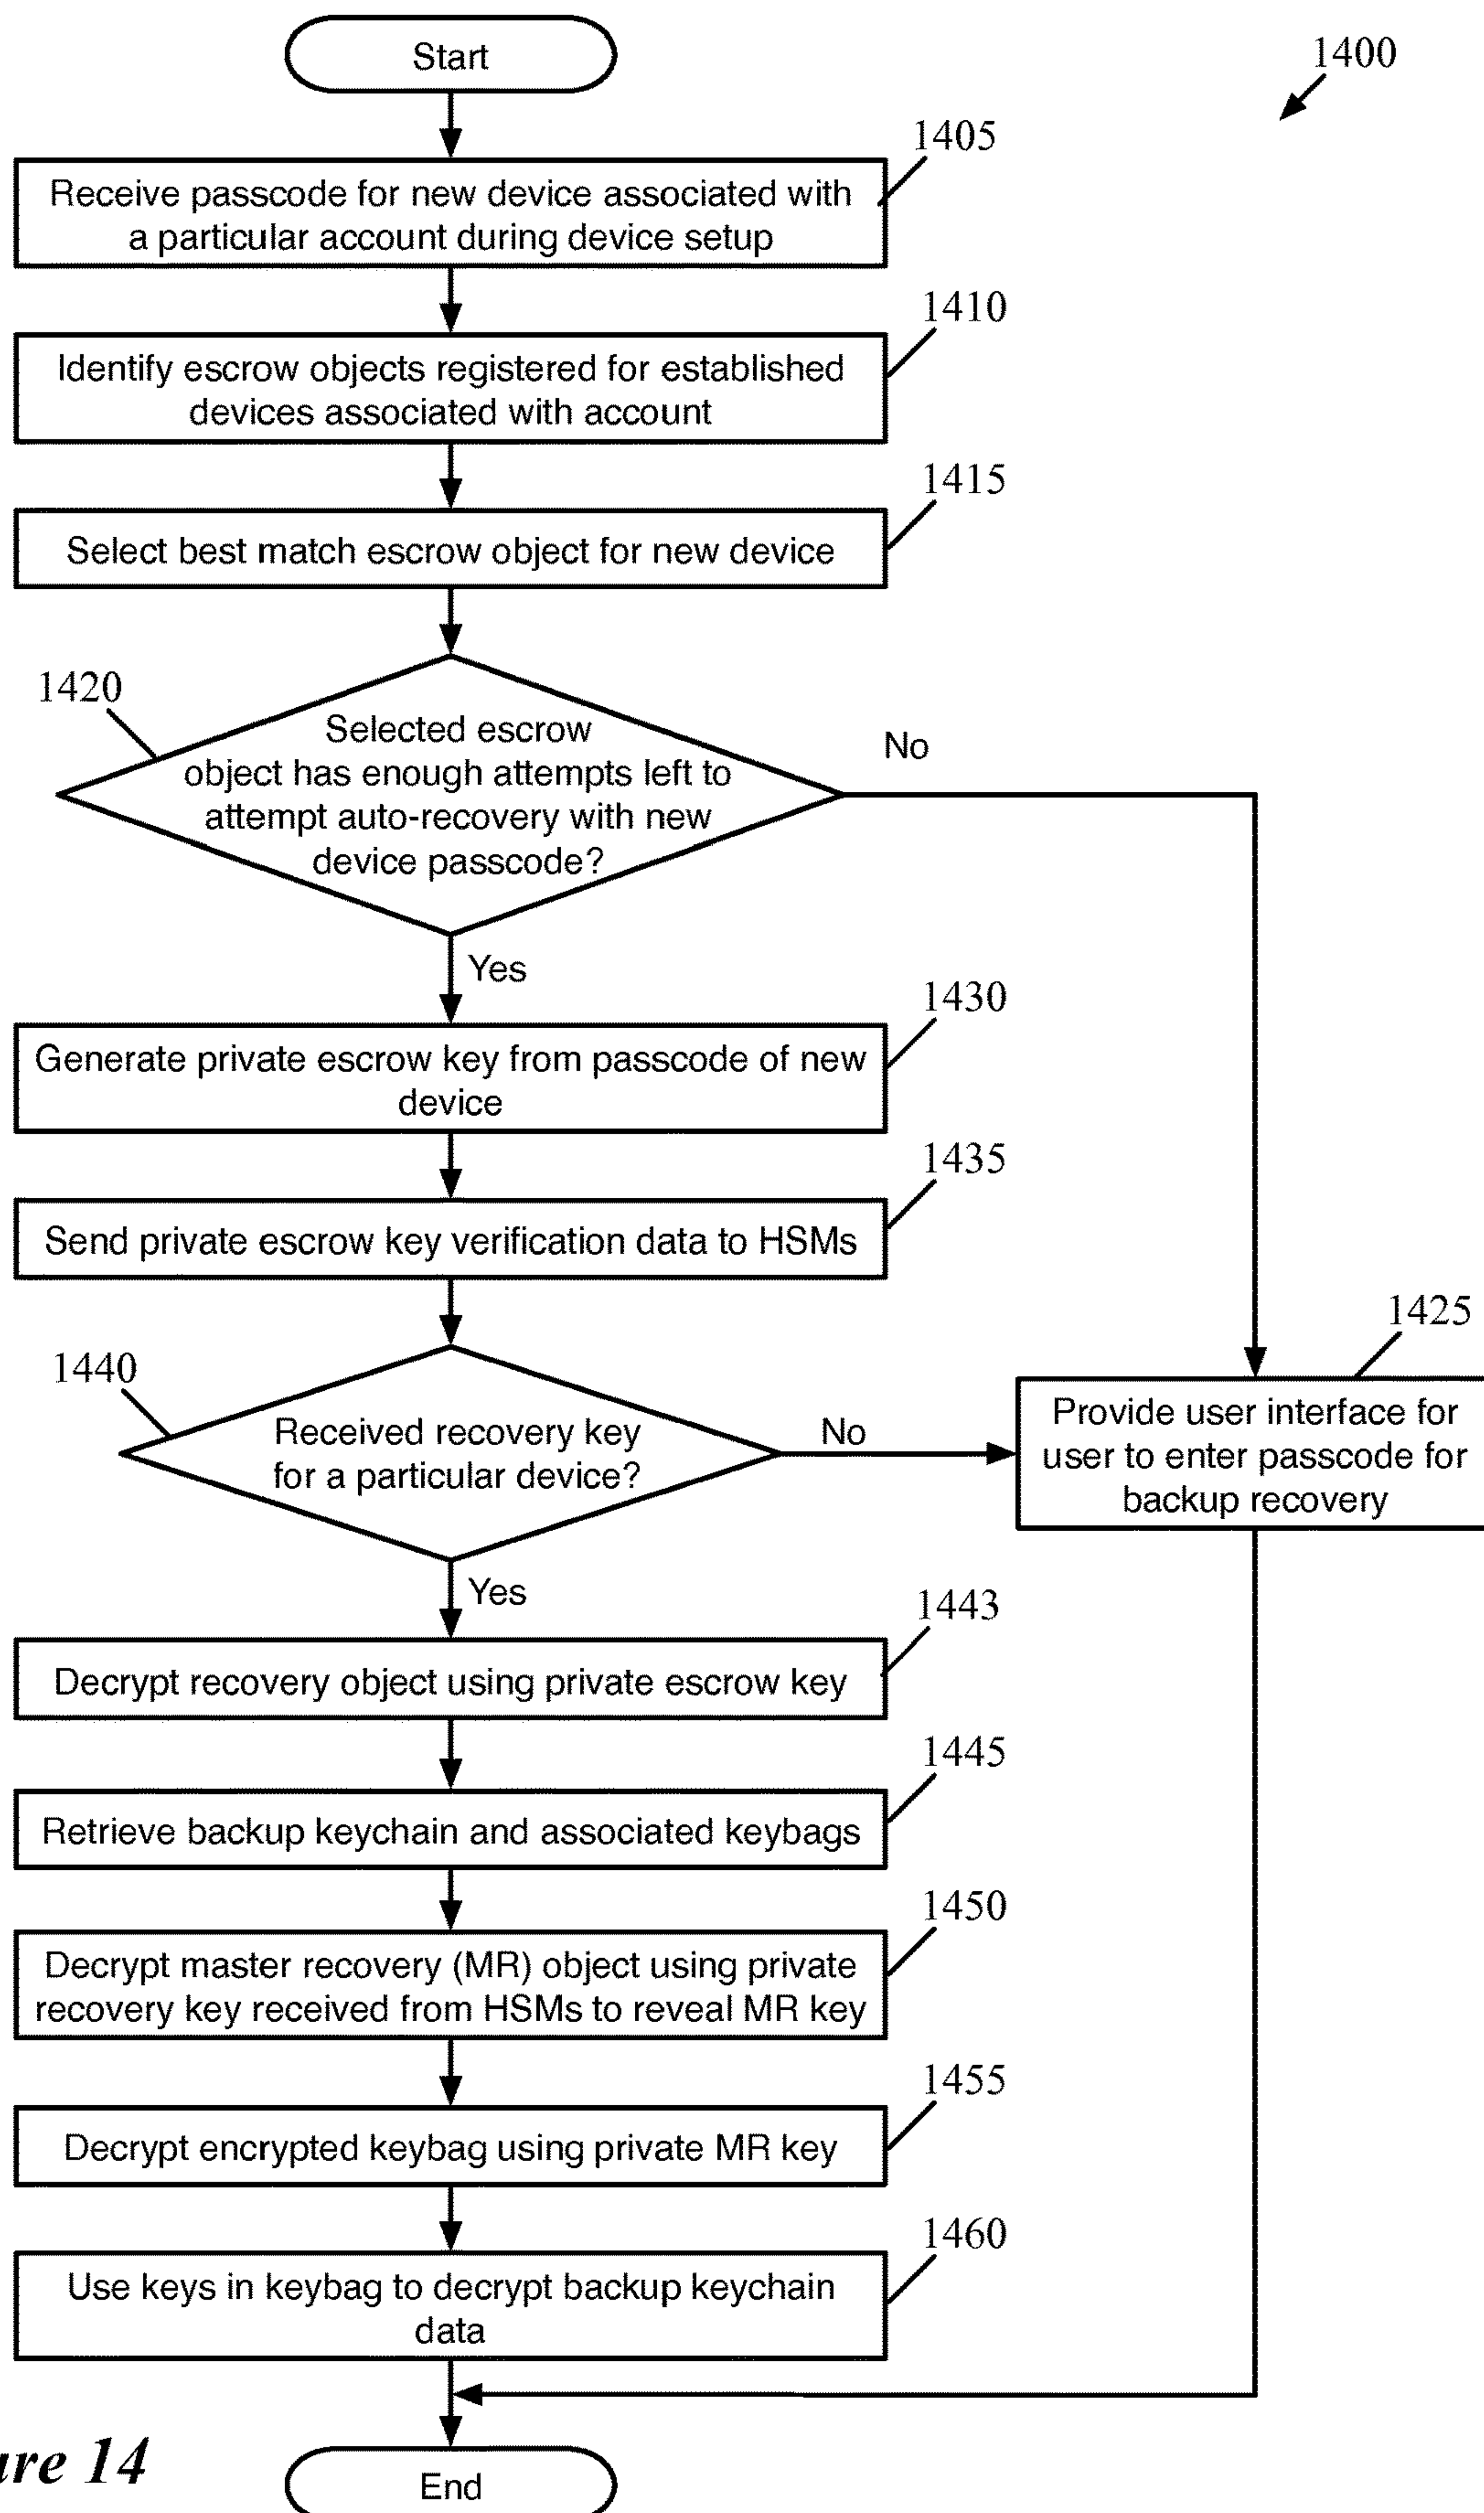 Start
1400
1405
Receive passcode for new device associated with
a particular account during device setup
1410
Identify escrow objects registered for established
devices associated with account
1415
Select best match escrow object for new device
1420
Selected escrow
object has enough attempts left to
attempt auto-recovery with new
device passcode?
No
Yes
1430
Generate private escrow key from passcode of new
device
1435
Send private escrow key verification data to HSMs
1425
Provide user interface for
user to enter passcode for
backup recovery
1440
Received recovery key
for a particular device?
No
Yes
1443
Decrypt recovery object using private escrow key
1445
Retrieve backup keychain and associated keybags
1450
Decrypt master recovery (MR) object using private
recovery key received from HSMs to reveal MR key
1455
Decrypt encrypted keybag using private MR key
1460
Use keys in keybag to decrypt backup keychain
data
ure 14
End